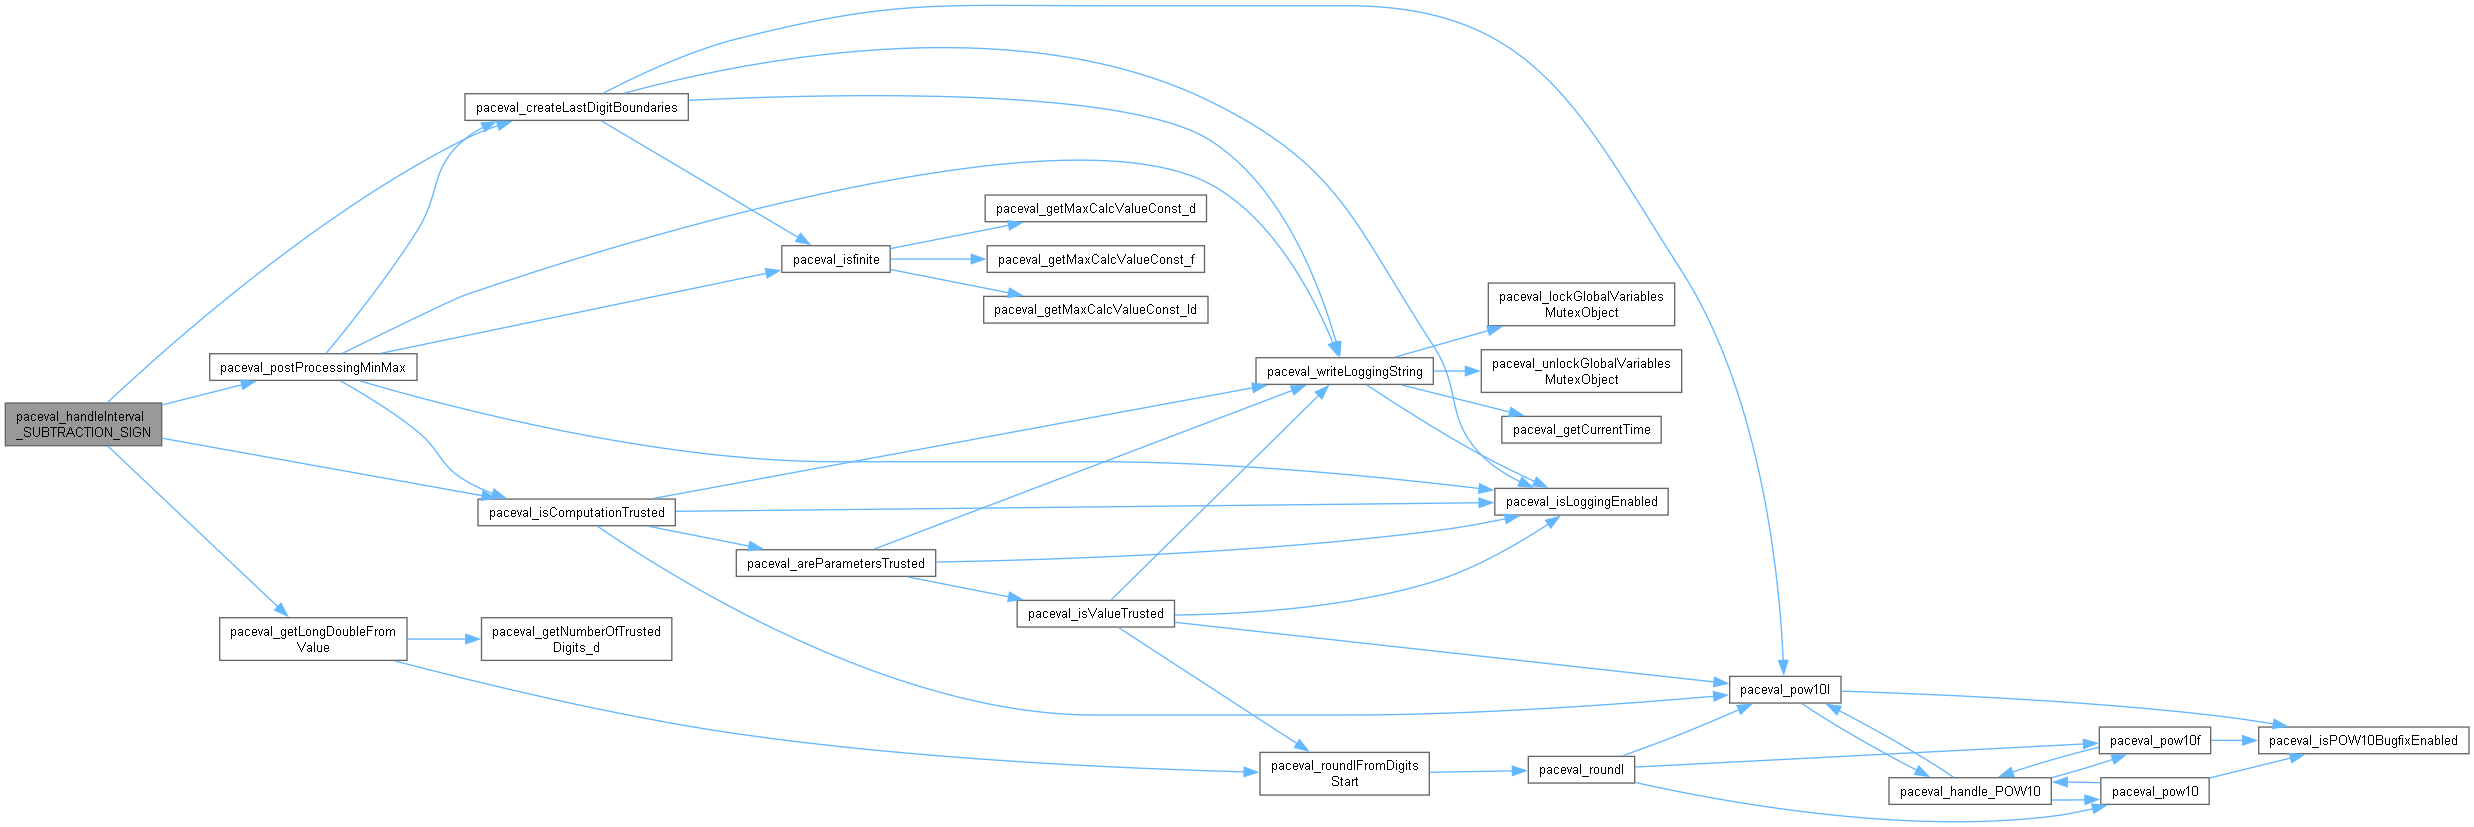 paceval_handleInterval
_SUBTRACTION_SIGN
paceval_createLastDigitBoundaries
paceval_postProcessingMinMax
paceval_isComputationTrusted
paceval_getLongDoubleFrom
Value
paceval_getNumberOfTrusted
Digits_d
paceval_isfinite
paceval_getMaxCalcValueConst_d
paceval_getMaxCalcValueConst_f
paceval_getMaxCalcValueConst_ld
paceval_areParametersTrusted
paceval_isValueTrusted
paceval_writeLoggingString
paceval_lockGlobalVariables
MutexObject
paceval_unlockGlobalVariables
MutexObject
paceval_getCurrentTime
paceval_isLoggingEnabled
paceval_roundlFromDigits
Start
paceval_roundl
paceval_pow10l
paceval_handle_POW10
paceval_pow10f
paceval_pow10
paceval_isPOW10BugfixEnabled